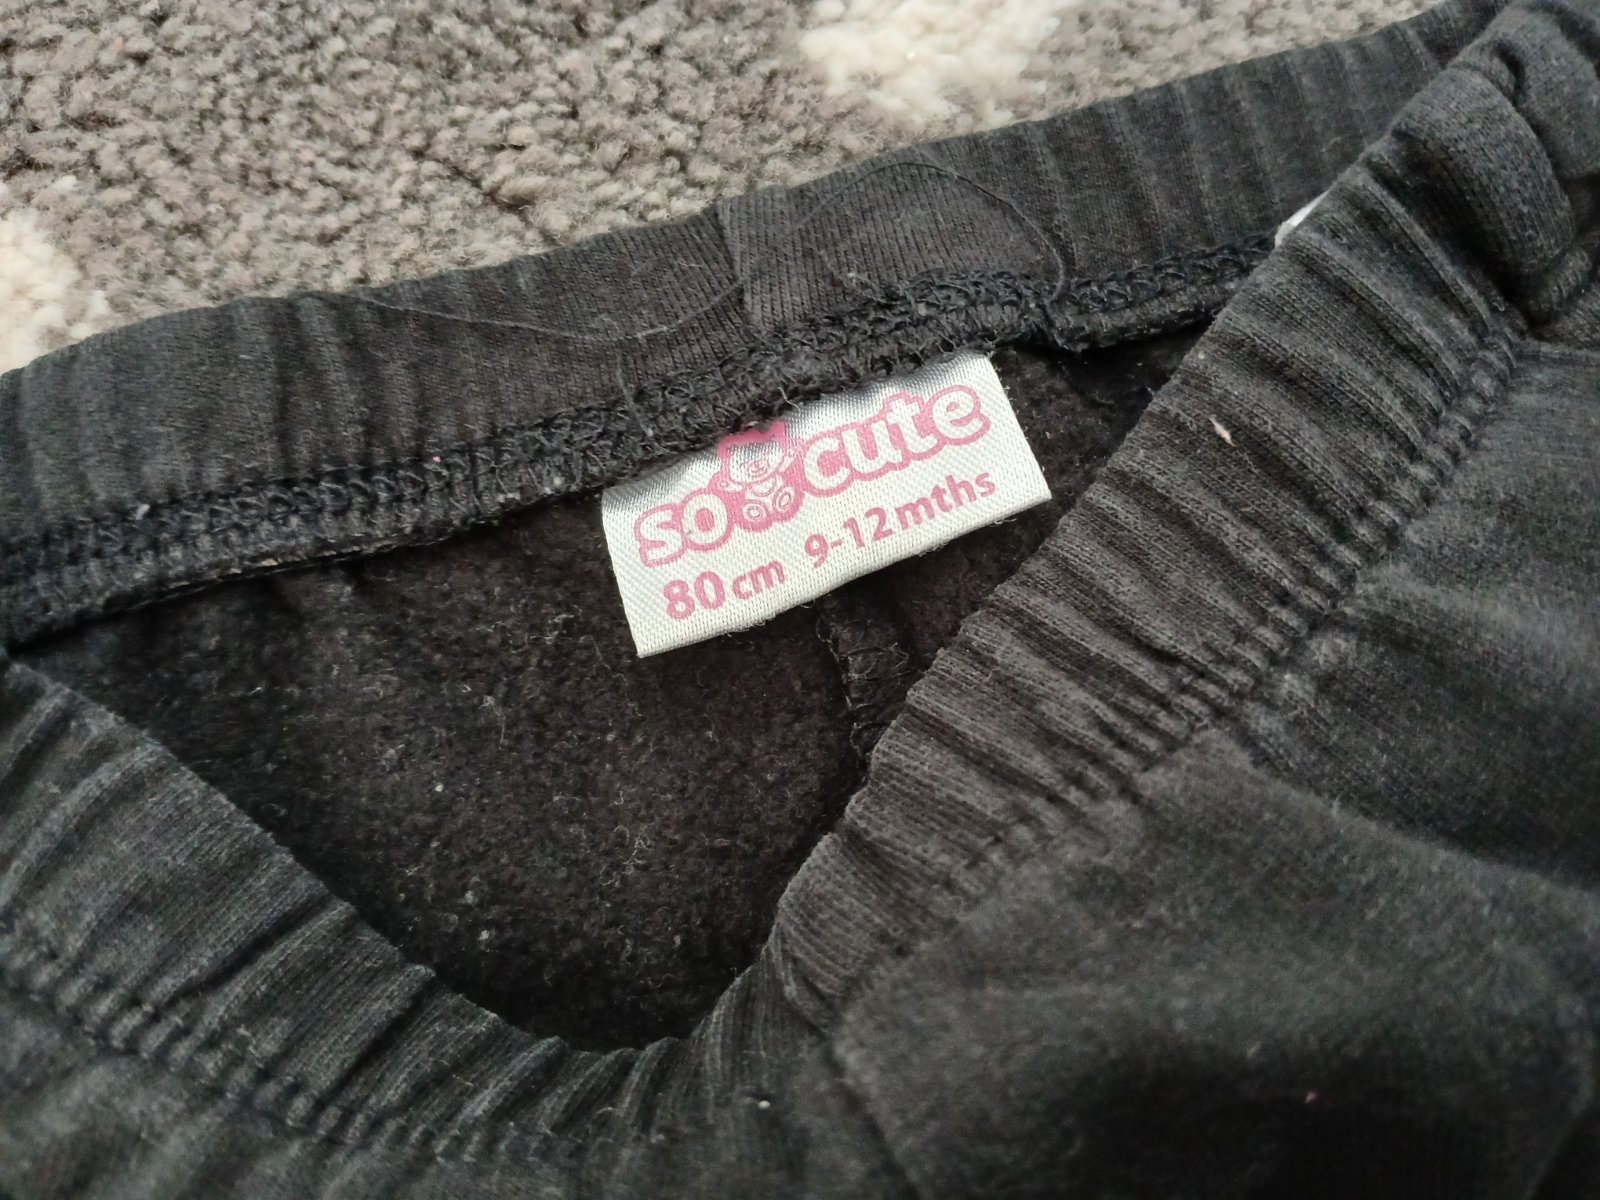 so cute
80cm 9-12mths